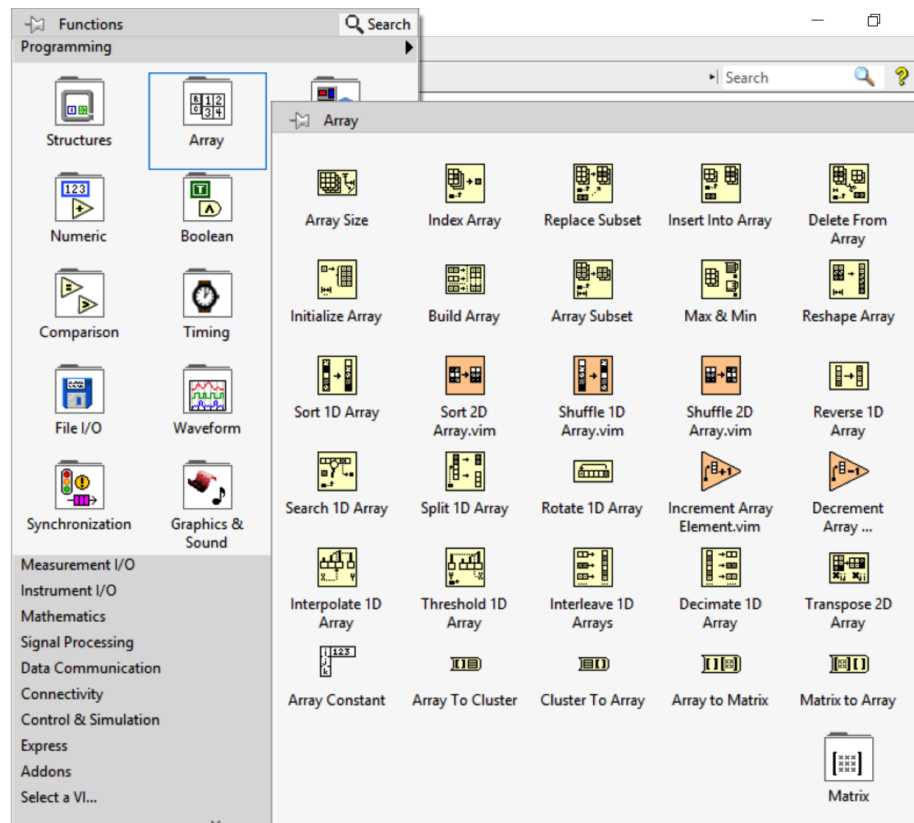 Functions
Search
Programming
Search
Structures
Array
Array
Array Size
Index Array
Replace Subset
Insert Into Array
Delete From
Array
Numeric
Boolean
Initialize Array
Build Array
Array Subset
Max & Min
Reshape Array
Comparison
Timing
Sort 1D Array
Sort 2D
Array.vim
Shuffle 1D
Array.vim
Shuffle 2D
Array.vim
Reverse 1D
Array
File I/O
Waveform
Search 1D Array
Split 1D Array
Rotate 1D Array
Increment Array
Element.vim
Decrement
Array ...
Synchronization
Graphics &
Sound
Interpolate 1D
Array
Threshold 1D
Array
Interleave 1D
Arrays
Decimate 1D
Array
Transpose 2D
Array
Array Constant
Array To Cluster
Cluster To Array
Array to Matrix
Matrix to Array
Matrix
Measurement I/O
Instrument I/O
Mathematics
Signal Processing
Data Communication
Connectivity
Control & Simulation
Express
Addons
Select a VI...